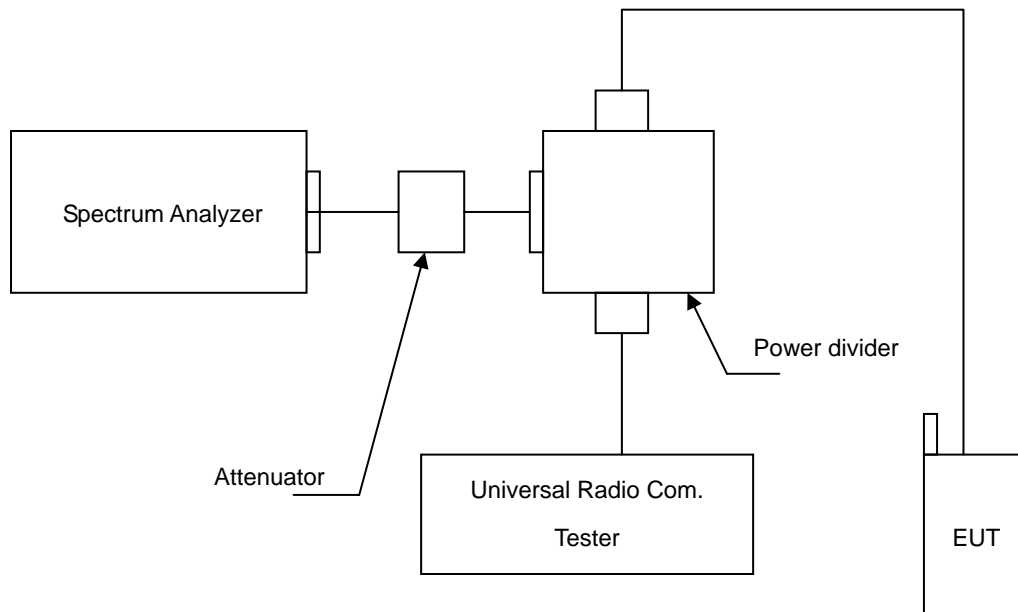 Spectrum Analyzer
Power divider
Attenuator
Universal Radio Com.
Tester
EUT